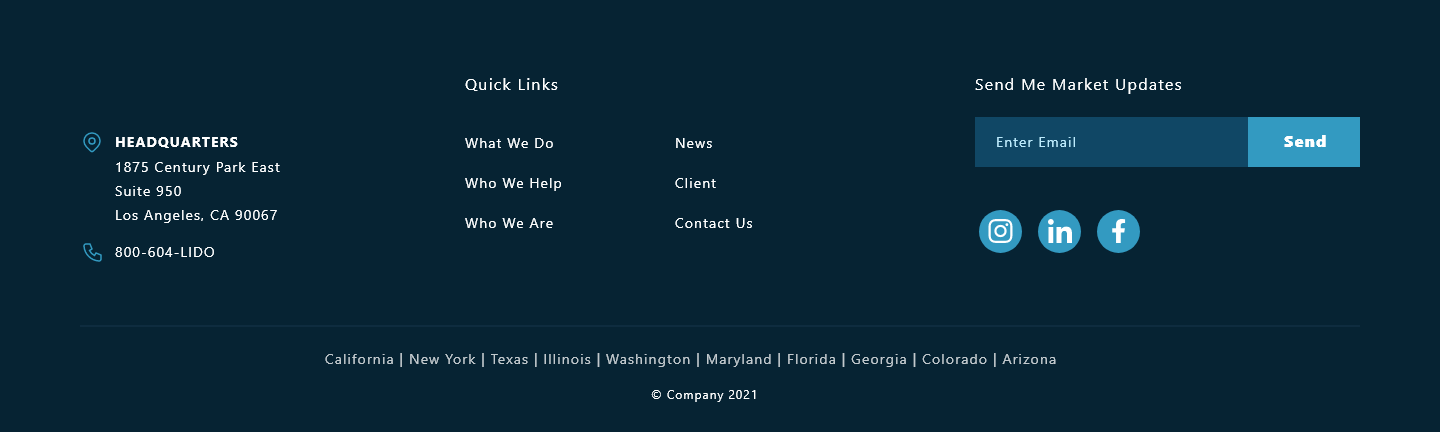 HEADQUARTERS
1875 Century Park East
Suite 950
Los Angeles, CA 90067
800-604-LIDO
Quick Links
What We Do
Who We Help
Who We Are
News
Client
Contact Us
Send Me Market Updates
Enter Email
Send
California | New York | Texas | Illinois | Washington | Maryland | Florida | Georgia | Colorado | Arizona
© Company 2021